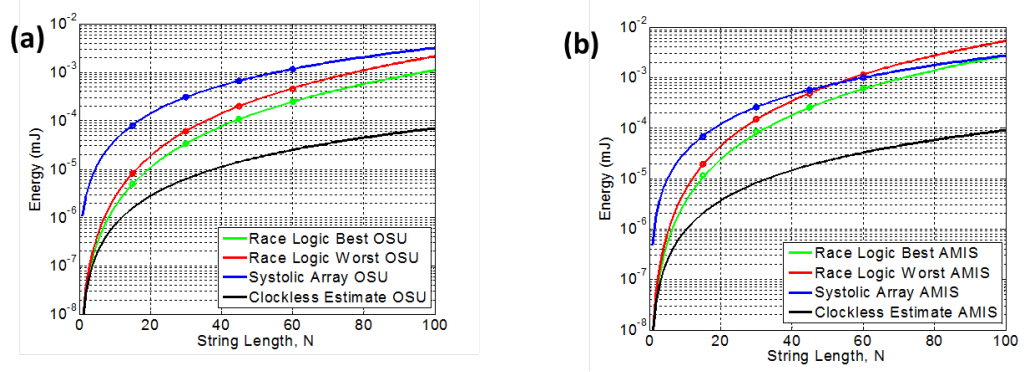 (a)
10^-2
10^-3
10^-4
10^-5
10^-6
10^-7
10^-8
Energy (mJ)
Race Logic Best OSU
Race Logic Worst OSU
Systolic Array OSU
Clockless Estimate OSU
0 20 40 60 80 100
String Length, N
(b)
10^-2
10^-3
10^-4
10^-5
10^-6
10^-7
10^-8
Energy (mJ)
Race Logic Best AMIS
Race Logic Worst AMIS
Systolic Array AMIS
Clockless Estimate AMIS
0 20 40 60 80 100
String Length, N